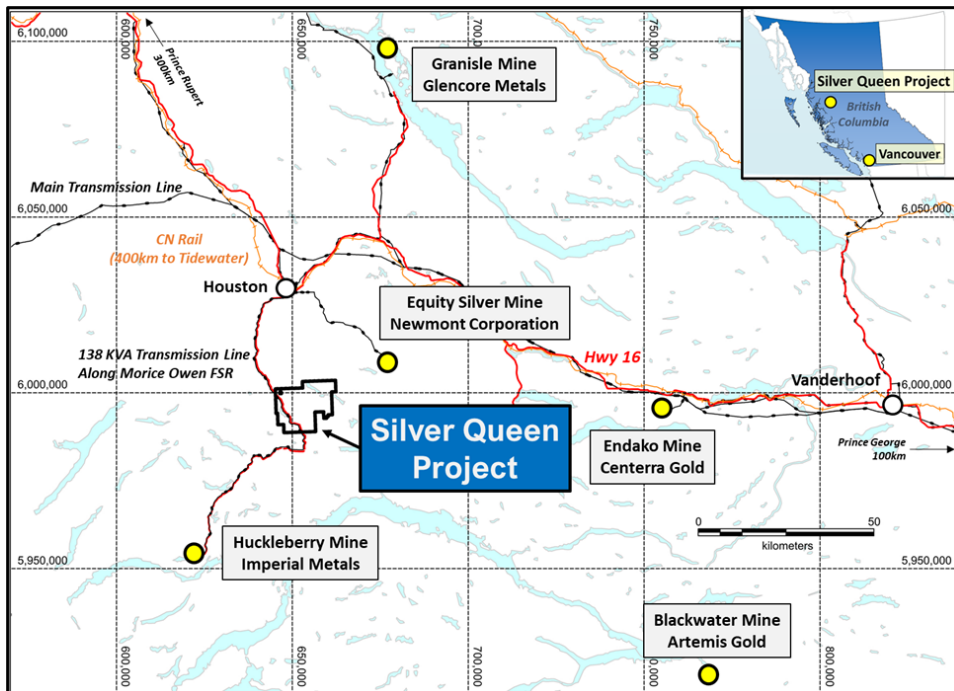 6,100,000
600,000
650,000
700,000
750,000
Prince Rupert
300km
Granisle Mine
Glencore Metals
Silver Queen Project
British
Columbia
Vancouver
Main Transmission Line
6,050,000
6,050,000
CN Rail
(400km to Tidewater)
Houston
Equity Silver Mine
Newmont Corporation
138 KVA Transmission Line
Along Morice Owen FSR
Hwy 16
6,000,000
Vanderhoof
6,000,000
Silver Queen
Project
Endako Mine
Centerra Gold
Prince George
100km
0
50
kilometers
Huckleberry Mine
Imperial Metals
5,950,000
5,950,000
Blackwater Mine
Artemis Gold
600,000
650,000
700,000
750,000
800,000